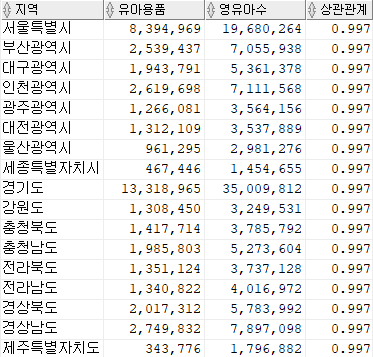 지역 유아용품 영유아수 상관관계
서울특별시 8,394,969 19,680,264 0.997
부산광역시 2,539,437 7,055,938 0.997
대구광역시 1,943,791 5,361,378 0.997
인천광역시 2,619,698 7,111,568 0.997
광주광역시 1,266,081 3,564,156 0.997
대전광역시 1,312,109 3,537,889 0.997
울산광역시 961,295 2,981,276 0.997
세종특별자치시 467,446 1,454,655 0.997
경기도 13,318,965 35,009,812 0.997
강원도 1,308,450 3,249,531 0.997
충청북도 1,417,714 3,785,792 0.997
충청남도 1,985,803 5,273,604 0.997
전라북도 1,351,124 3,737,128 0.997
전라남도 1,340,822 4,016,972 0.997
경상북도 2,017,312 5,783,992 0.997
경상남도 2,749,832 7,897,098 0.997
제주특별자치도 343,776 1,796,882 0.997